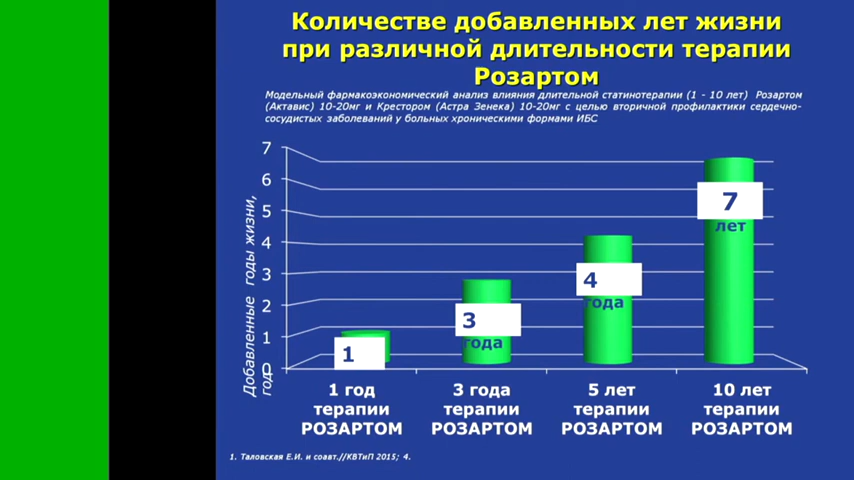 Количестве добавленных лет жизни
при различной длительности терапии
Розартом
Модельный фармакоэкономический анализ влияния длительной статинотерапии (1 - 10 лет) Розартом
(Актавис) 10-20мг и Крестором (Астра Зенека) 10-20мг с целью вторичной профилактики сердечно-
сосудистых заболеваний у больных хроническими формами ИБС
Добавленные годы жизни,
год
7
6
5
4
3
2
1
0
1
3
года
4
года
7
лет
1 год
терапии
РОЗАРТОМ
3 года
терапии
РОЗАРТОМ
5 лет
терапии
РОЗАРТОМ
10 лет
терапии
РОЗАРТОМ
1. Таловская Е.И. и соавт.//КВТиП 2015; 4.